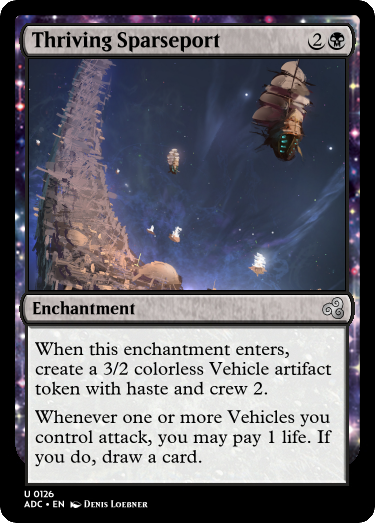 Thriving Sparseport 2
Enchantment
When this enchantment enters,
create a 3/2 colorless Vehicle artifact
token with haste and crew 2.
Whenever one or more Vehicles you
control attack, you may pay 1 life. If
you do, draw a card.
U 0126
ADC • EN Denis Loebner